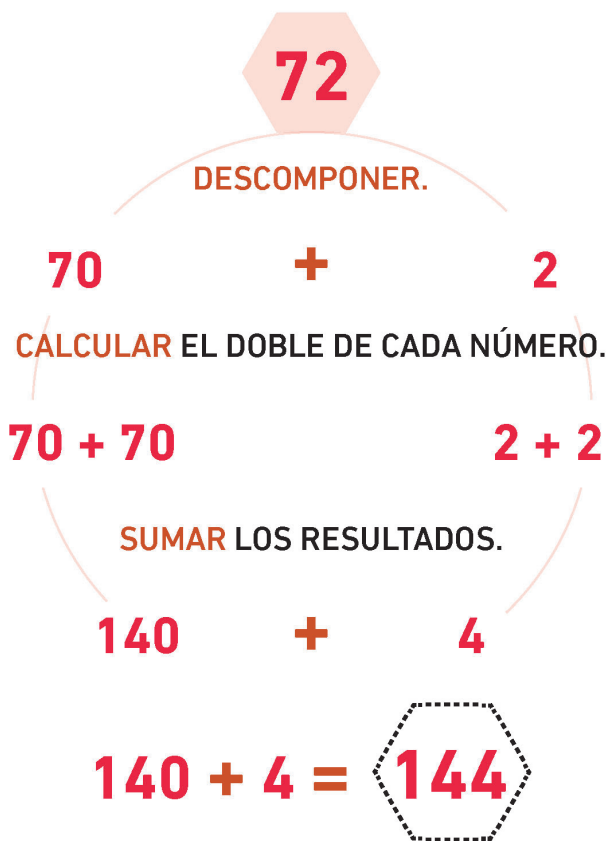 72
DESCOMPONER.
70 + 2
CALCULAR EL DOBLE DE CADA NÚMERO.
70 + 70 2 + 2
SUMAR LOS RESULTADOS.
140 + 4
140 + 4 = 144